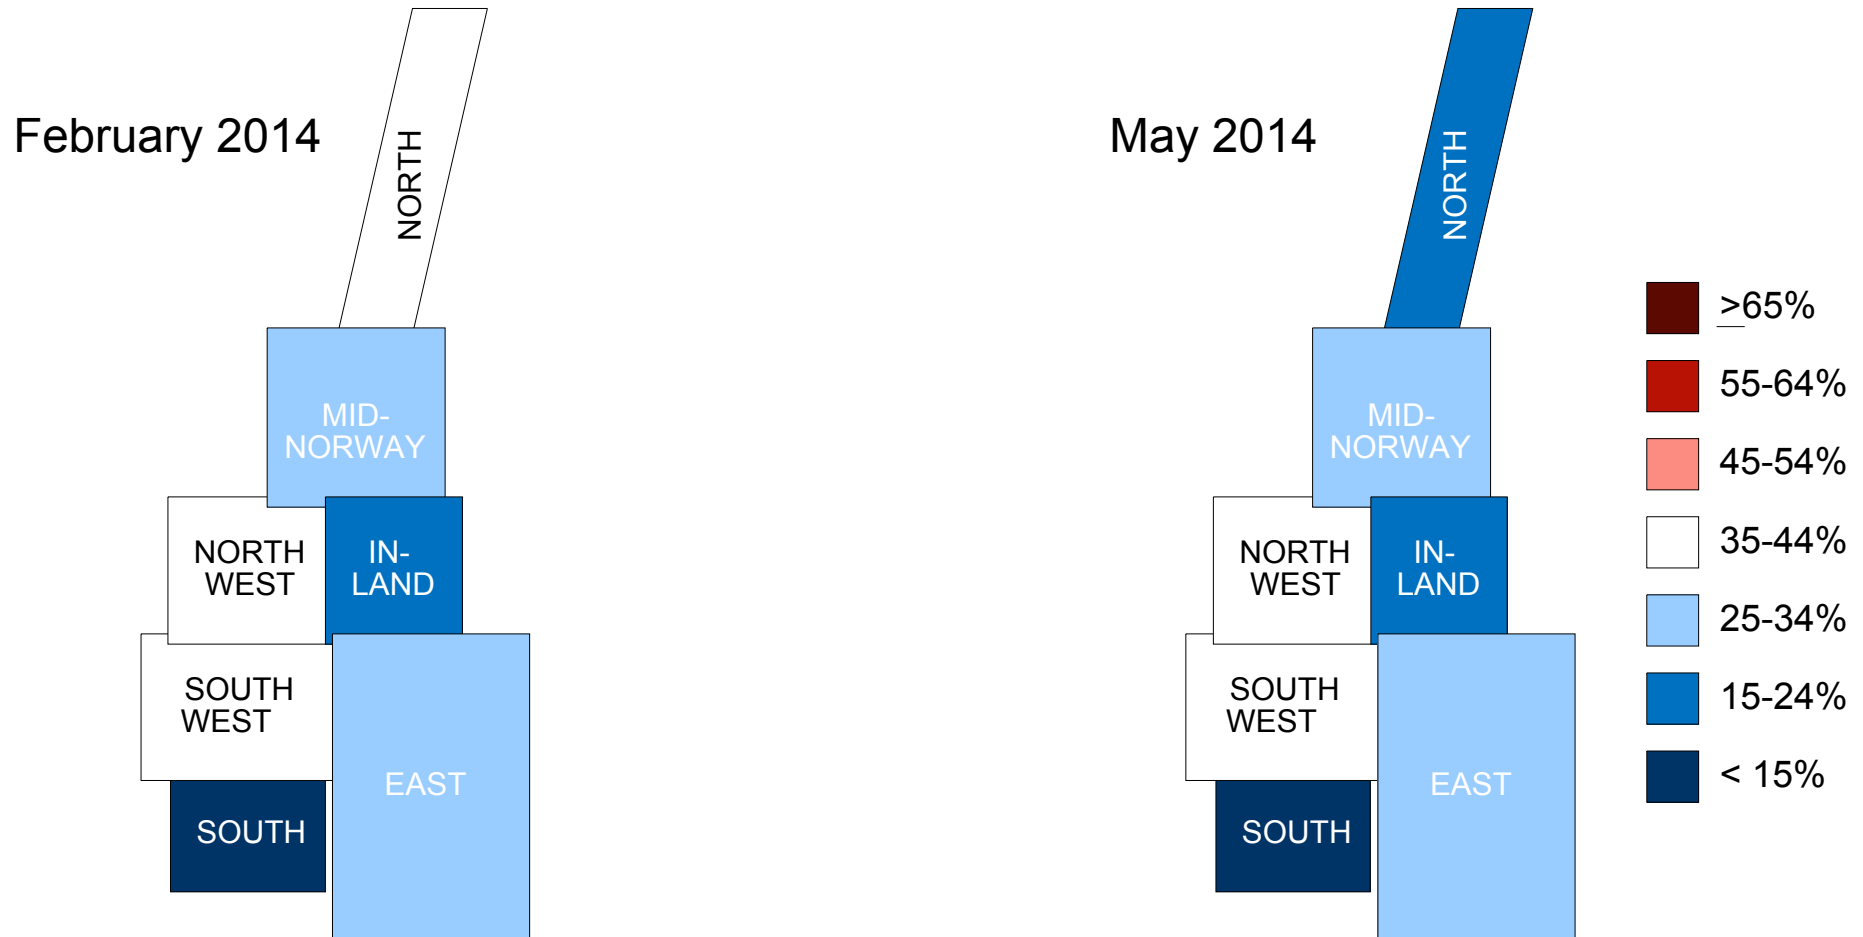 February 2014
NORTH
MID-
NORWAY
NORTH
WEST
IN-
LAND
SOUTH
WEST
EAST
SOUTH
May 2014
NORTH
MID-
NORWAY
NORTH
WEST
IN-
LAND
SOUTH
WEST
EAST
SOUTH
>65%
55-64%
45-54%
35-44%
25-34%
15-24%
< 15%